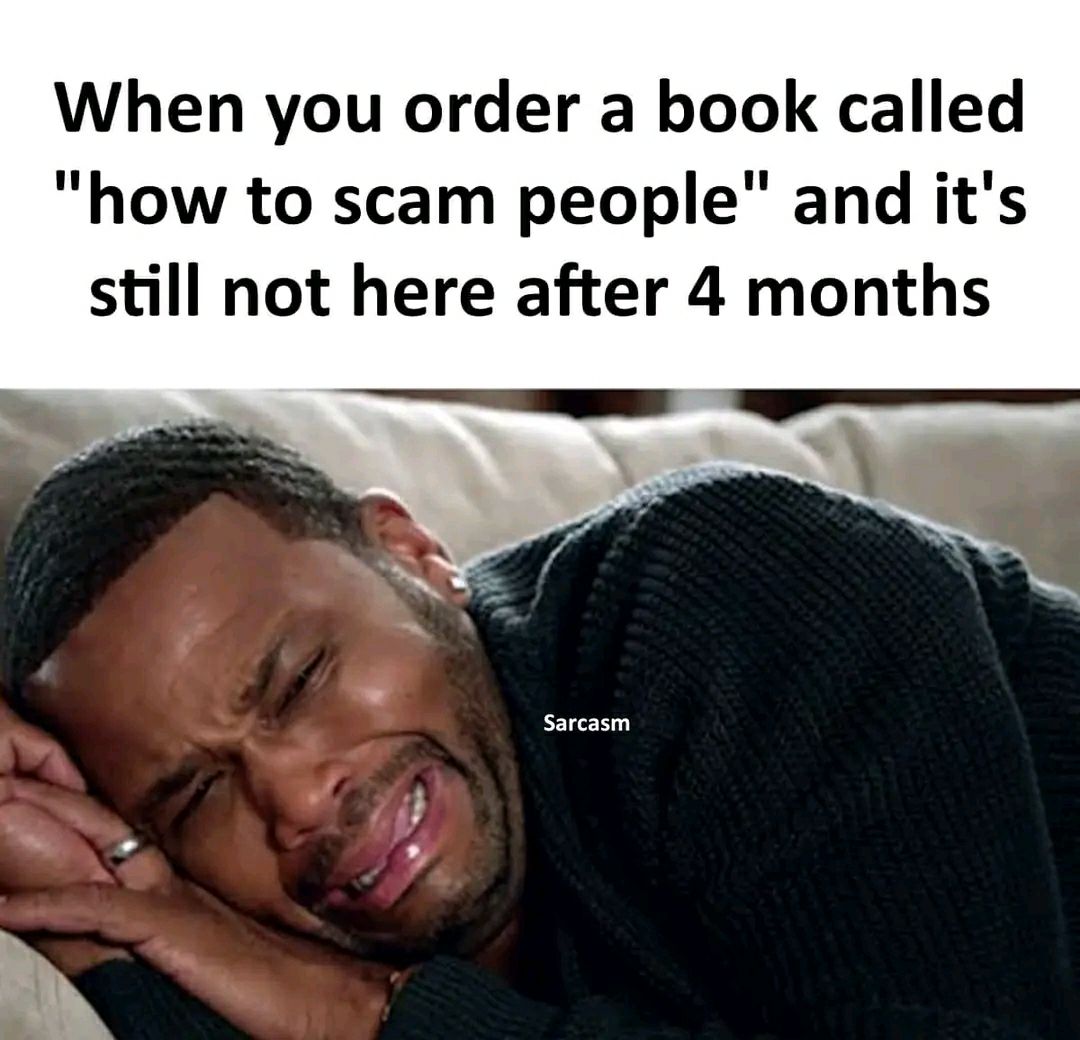 When you order a book called
"how to scam people" and it's
still not here after 4 months
Sarcasm